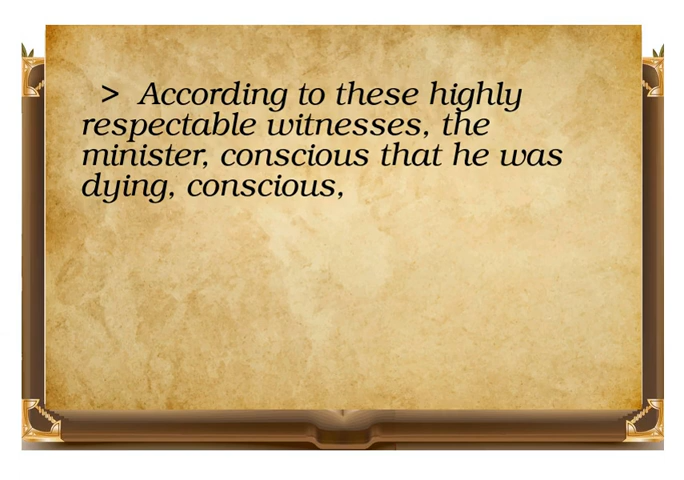 > According to these highly
respectable witnesses, the
minister, conscious that he was
dying, conscious,